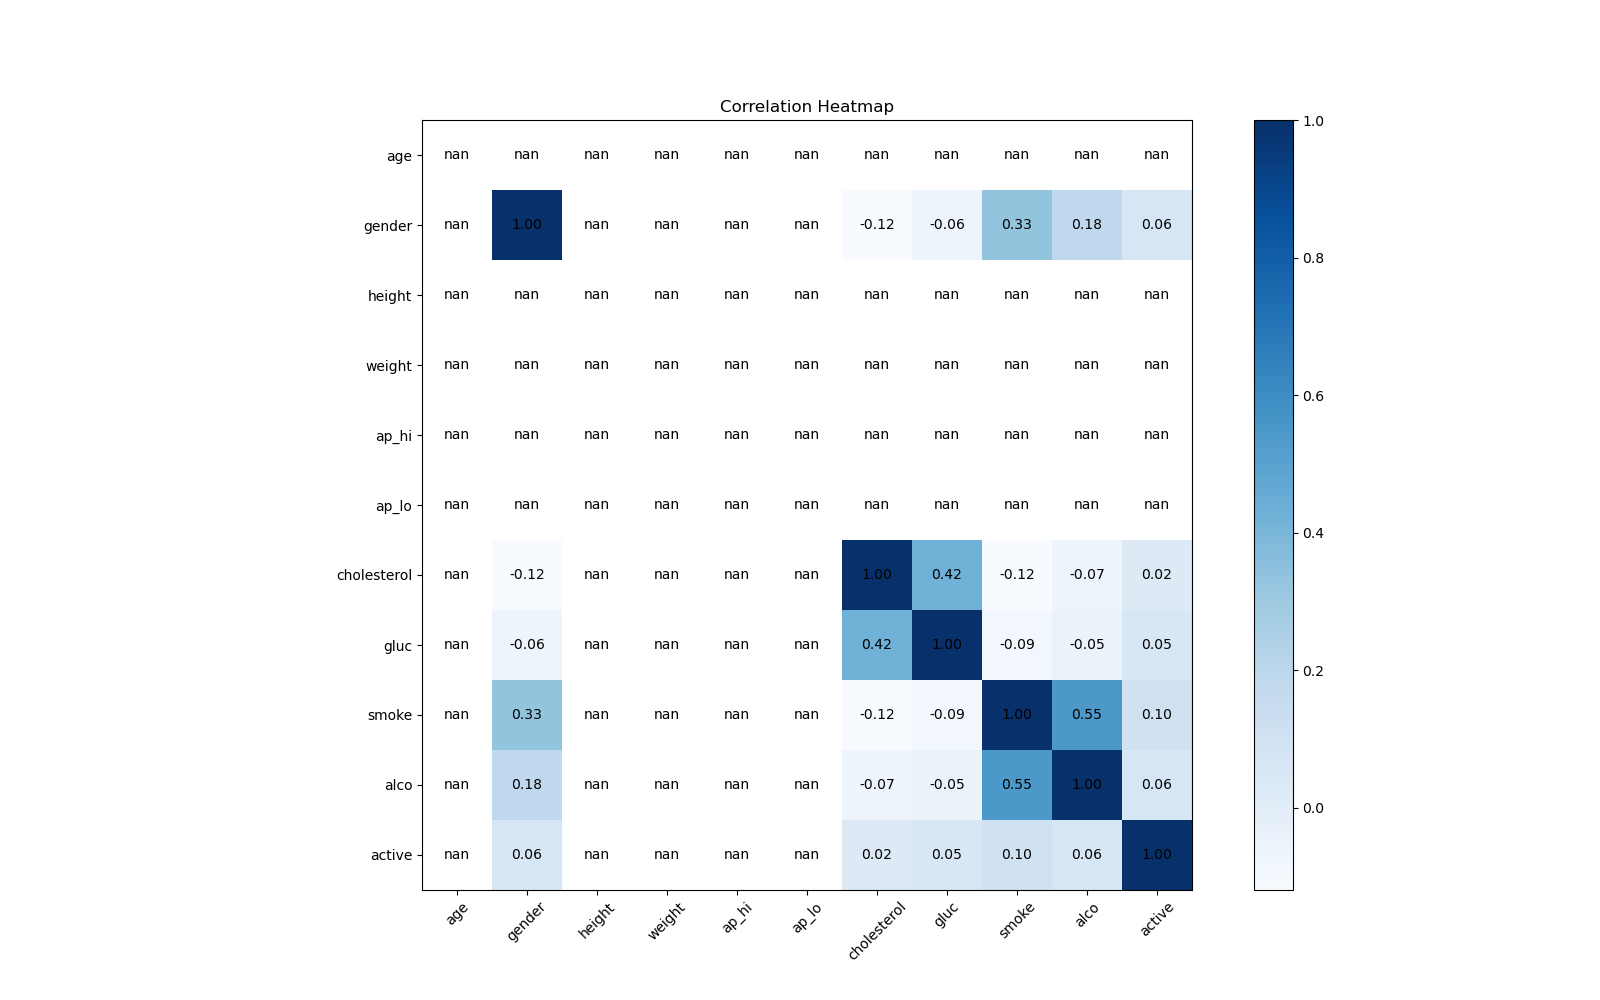 Correlation Heatmap
age nan nan nan nan nan nan nan nan nan nan nan
gender nan 1.00 nan nan nan nan -0.12 -0.06 0.33 0.18 0.06
height nan nan nan nan nan nan nan nan nan nan nan
weight nan nan nan nan nan nan nan nan nan nan nan
ap_hi nan nan nan nan nan nan nan nan nan nan nan
ap_lo nan nan nan nan nan nan nan nan nan nan nan
cholesterol nan -0.12 nan nan nan nan 1.00 0.42 -0.12 -0.07 0.02
gluc nan -0.06 nan nan nan nan 0.42 1.00 -0.09 -0.05 0.05
smoke nan 0.33 nan nan nan nan -0.12 -0.09 1.00 0.55 0.10
alco nan 0.18 nan nan nan nan -0.07 -0.05 0.55 1.00 0.06
active nan 0.06 nan nan nan nan 0.02 0.05 0.10 0.06 1.00
age gender height weight ap_hi ap_lo cholesterol gluc smoke alco active
1.0
0.8
0.6
0.4
0.2
0.0